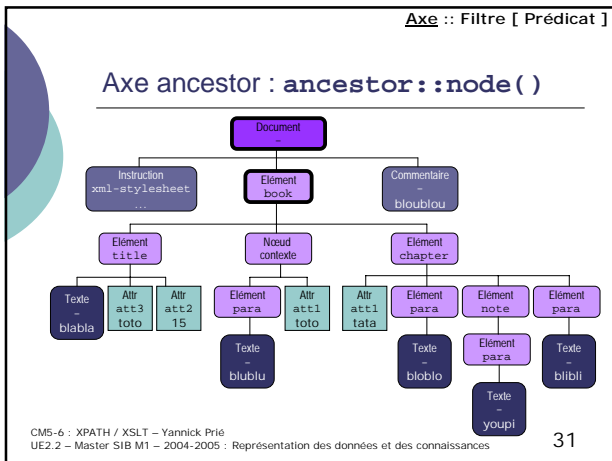 Axe :: Filtre [ Prédicat ]
Axe ancestor : ancestor::node()
Document
–
Instruction
xml-stylesheet
...
Elément
book
Commentaire
–
bloublou
Elément
title
Nœud
contexte
Elément
chapter
Texte
–
blabla
Attr
att3
toto
Attr
att2
15
Elément
para
Attr
att1
toto
Attr
att1
tata
Elément
para
Elément
note
Elément
para
Texte
–
blublu
Texte
–
bloblo
Elément
para
Texte
–
blibli
Texte
–
youpi
CM5-6 : XPATH / XSLT – Yannick Prié
UE2.2 – Master SIB M1 – 2004-2005 : Représentation des données et des connaissances
31